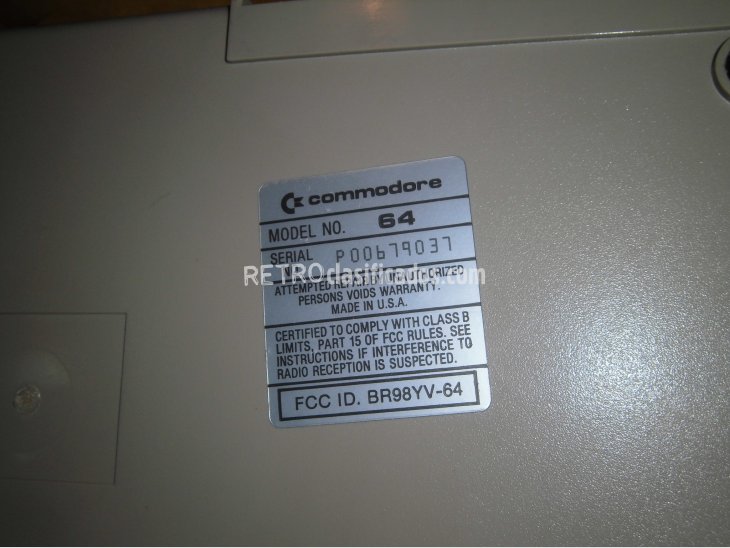 commodore
MODEL NO. 64
SERIAL P00679037
RETROclasificados.com
ATTEMPTED BY UNAUTHORIZED
PERSONS VOIDS WARRANTY.
MADE IN U.S.A.
CERTIFIED TO COMPLY WITH CLASS B
LIMITS, PART 15 OF FCC RULES. SEE
INSTRUCTIONS IF INTERFERENCE TO
RADIO RECEPTION IS SUSPECTED.
FCC ID. BR98YV-64